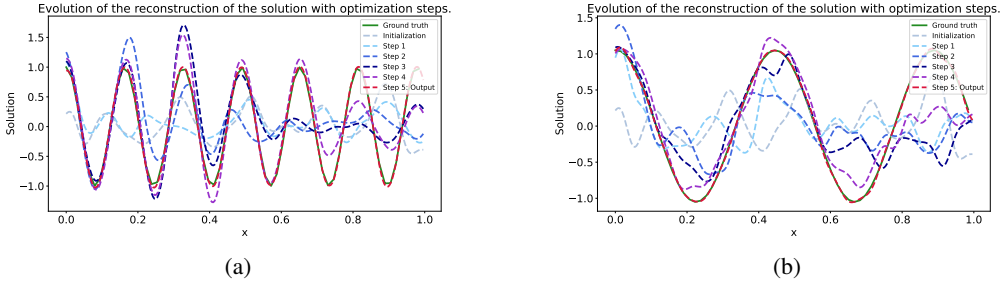 Evolution of the reconstruction of the solution with optimization steps.
Solution
1.5
1.0
0.5
0.0
−0.5
−1.0
0.0 0.2 0.4 0.6 0.8 1.0
x
Ground truth
Initialization
Step 1
Step 2
Step 3
Step 4
Step 5: Output
(a)
Evolution of the reconstruction of the solution with optimization steps.
Solution
1.5
1.0
0.5
0.0
−0.5
−1.0
0.0 0.2 0.4 0.6 0.8 1.0
x
Ground truth
Initialization
Step 1
Step 2
Step 3
Step 4
Step 5: Output
(b)